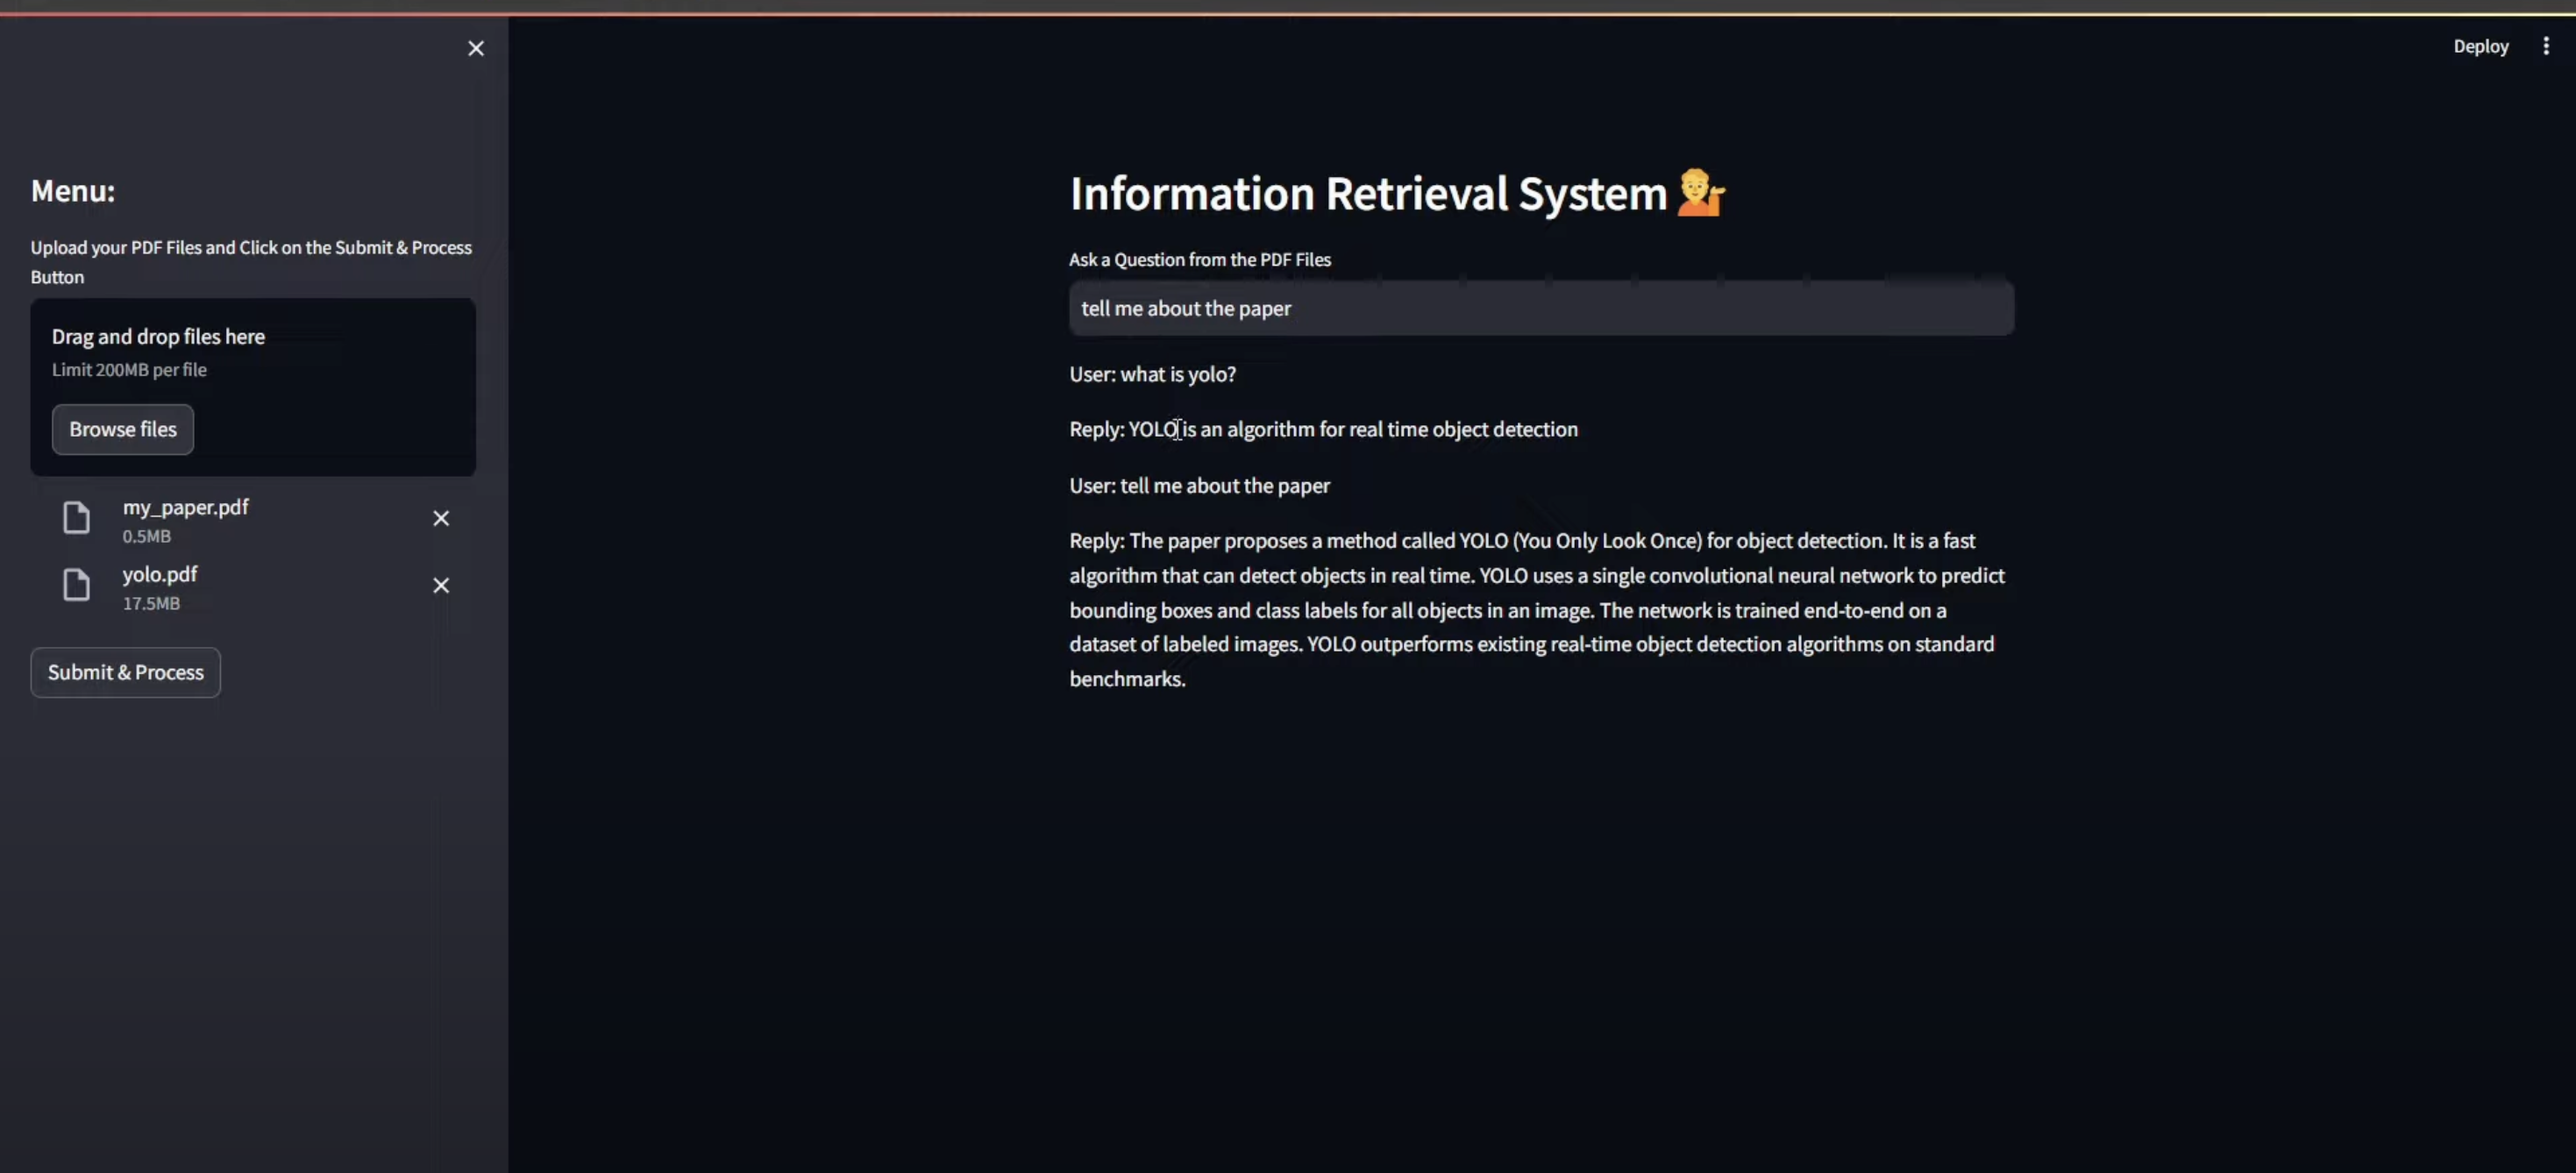 Deploy
Menu:
Upload your PDF Files and Click on the Submit & Process
Button
Drag and drop files here
Limit 200MB per file
Browse files
my_paper.pdf
0.5MB
yolo.pdf
17.5MB
Submit & Process
Information Retrieval System
Ask a Question from the PDF Files
tell me about the paper
User: what is yolo?
Reply: YOLO is an algorithm for real time object detection
User: tell me about the paper
Reply: The paper proposes a method called YOLO (You Only Look Once) for object detection. It is a fast
algorithm that can detect objects in real time. YOLO uses a single convolutional neural network to predict
bounding boxes and class labels for all objects in an image. The network is trained end-to-end on a
dataset of labeled images. YOLO outperforms existing real-time object detection algorithms on standard
benchmarks.